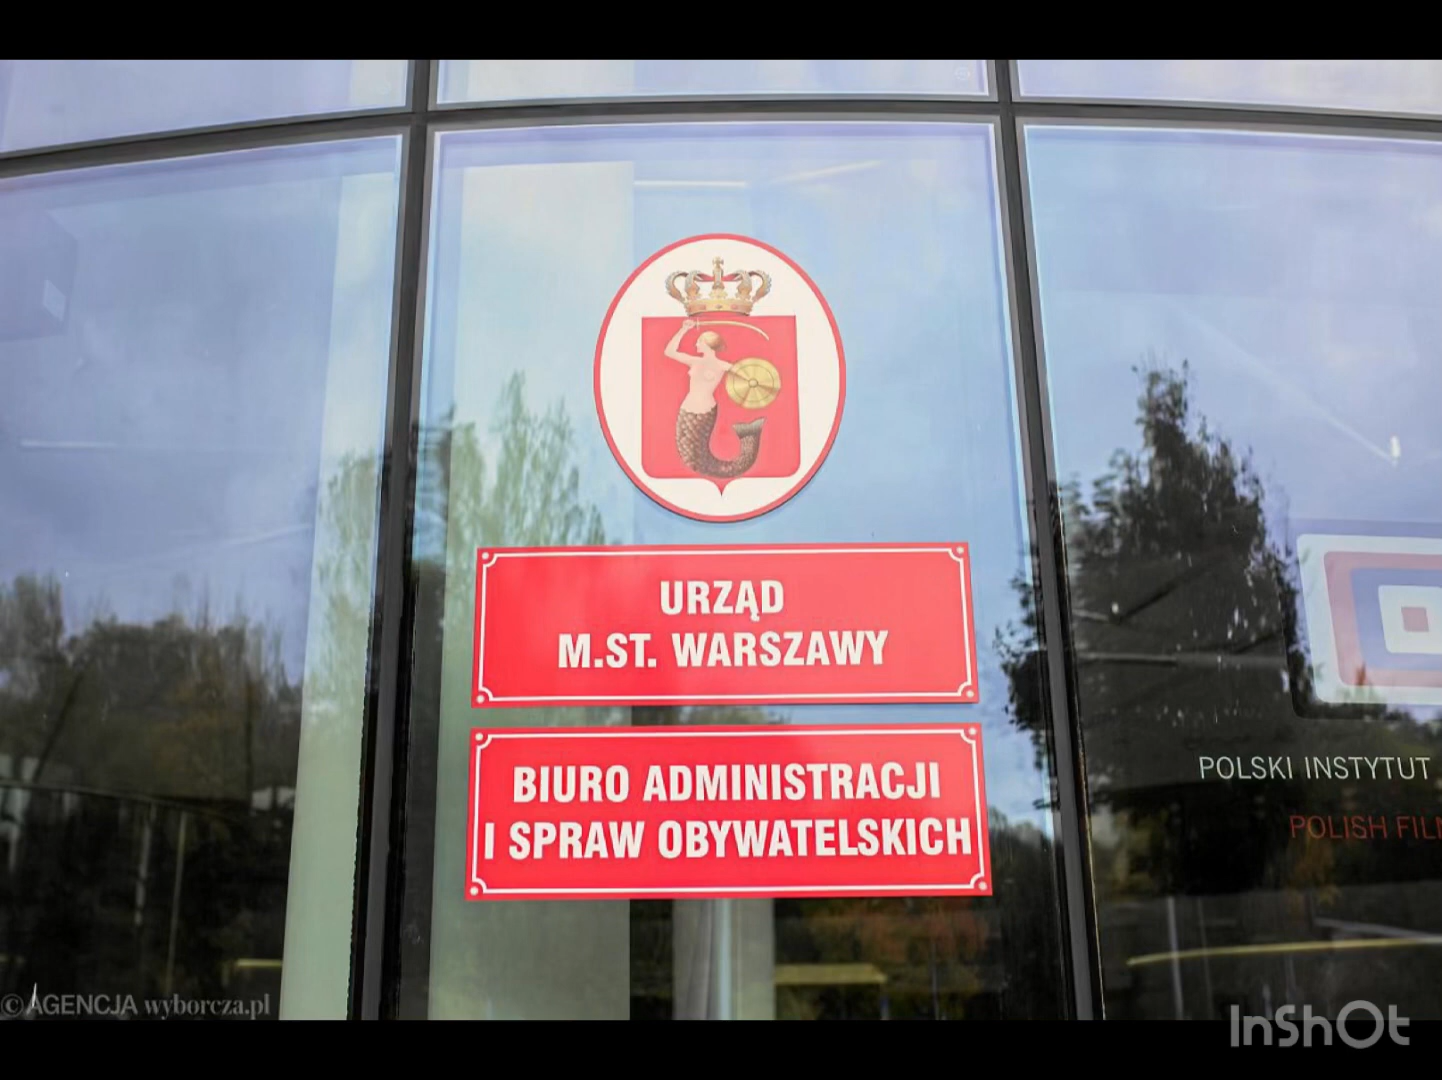 URZĄD
M.ST. WARSZAWY
BIURO ADMINISTRACJI
I SPRAW OBYWATELSKICH
POLSKI INSTYTUT
POLISH FILM
© AGENCJA wyborcza.pl
InShOt